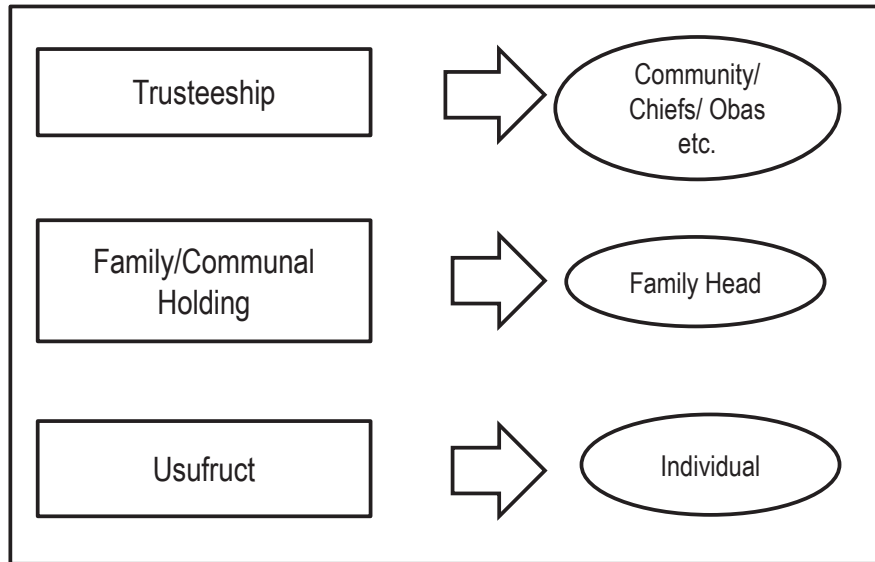 Trusteeship
Community/
Chiefs/ Obas
etc.
Family/Communal
Holding
Family Head
Usufruct
Individual